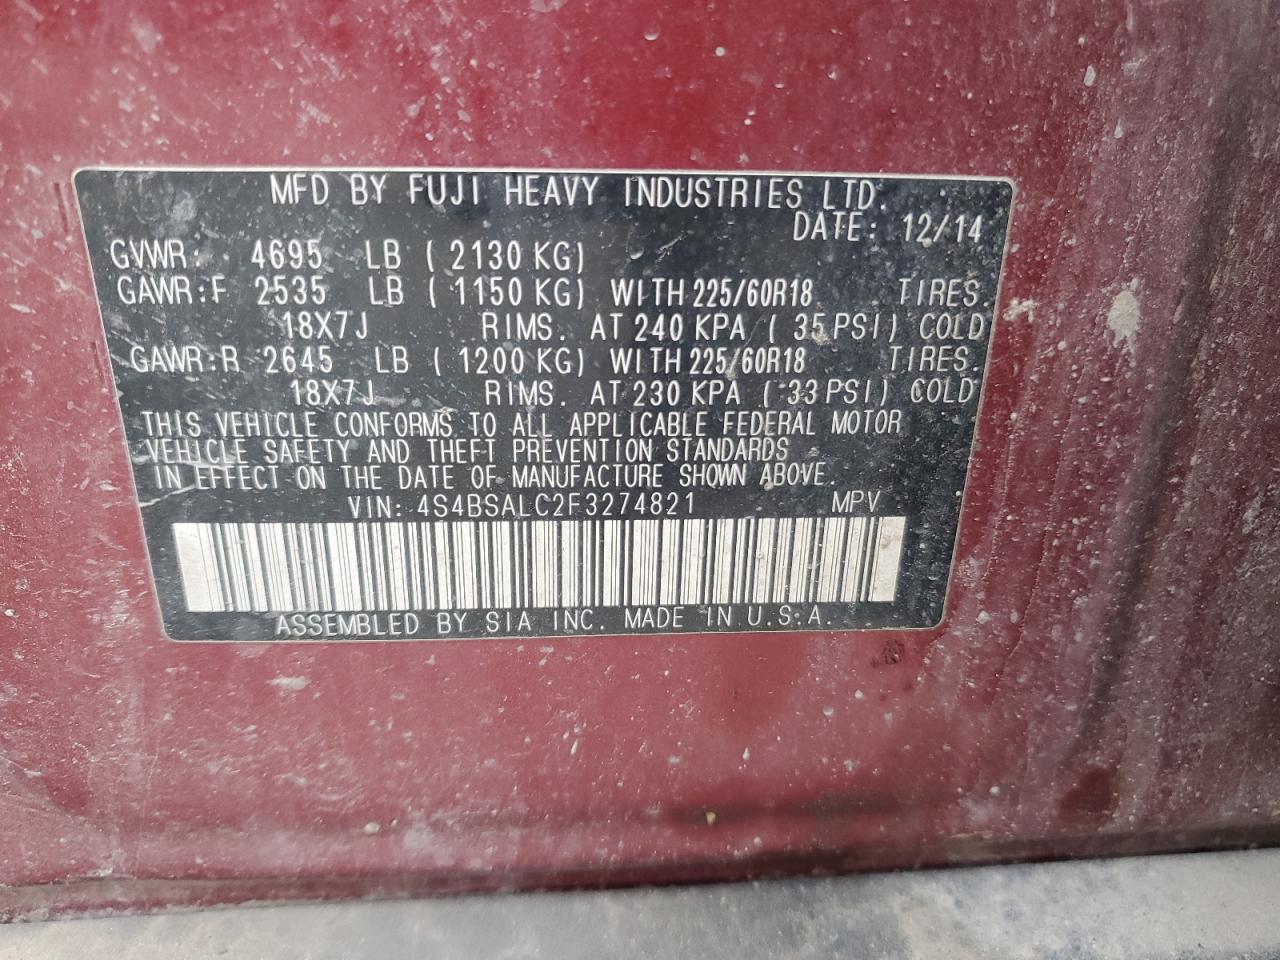 MFD BY FUJI HEAVY INDUSTRIES LTD.
DATE: 12/14
GVWR: 4695 LB ( 2130 KG)
GAWR:F 2535 LB ( 1150 KG) WITH 225/60R18 TIRES.
18X7J RIMS. AT 240 KPA ( 35 PSI) COLD
GAWR:R 2645 LB ( 1200 KG) WITH 225/60R18 TIRES.
18X7J RIMS. AT 230 KPA ( 33 PSI) COLD
THIS VEHICLE CONFORMS TO ALL APPLICABLE FEDERAL MOTOR
VEHICLE SAFETY AND THEFT PREVENTION STANDARDS
IN EFFECT ON THE DATE OF MANUFACTURE SHOWN ABOVE.
VIN: 4S4BSALC2F3274821 MPV
ASSEMBLED BY SIA INC. MADE IN U.S.A.